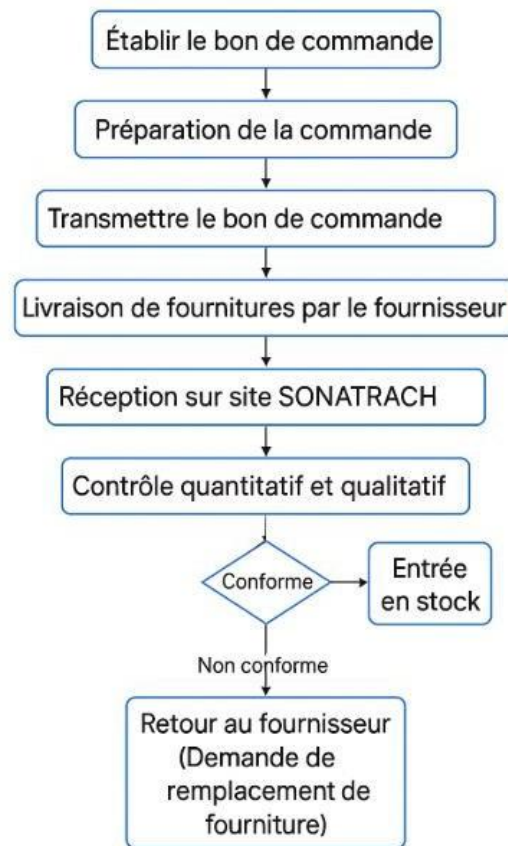 Établir le bon de commande
Préparation de la commande
Transmettre le bon de commande
Livraison de fournitures par le fournisseur
Réception sur site SONATRACH
Contrôle quantitatif et qualitatif
Conforme
Entrée
en stock
Non conforme
Retour au fournisseur
(Demande de
remplacement de
fourniture)